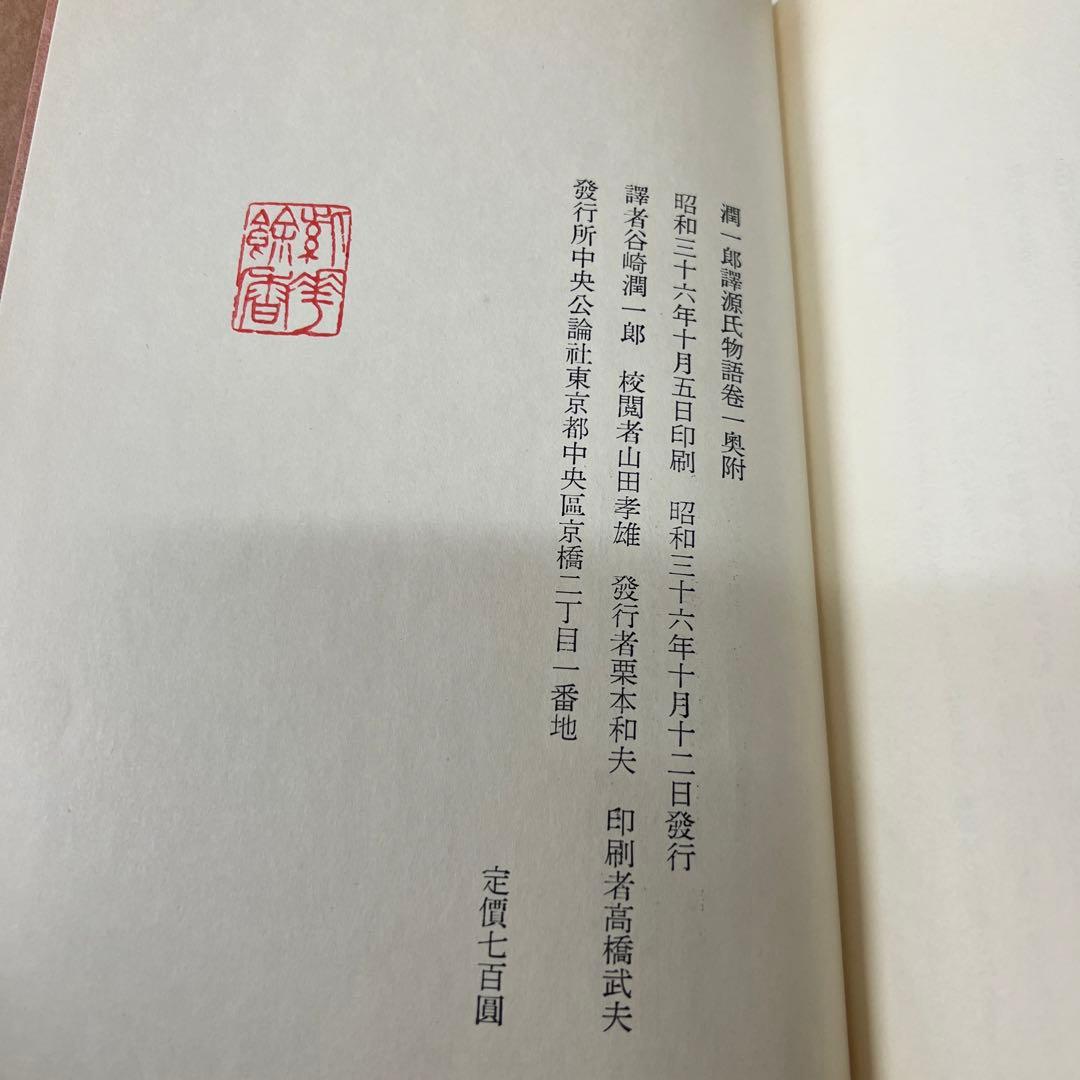 潤一郎譯源氏物語卷一奧附
昭和三十六年十月五日印刷　昭和三十六年十月十二日發行
譯者谷崎潤一郎　校閱者山田孝雄　發行者栗本和夫　印刷者高橋武夫
發行所中央公論社東京都中央區京橋二丁目一番地
定價七百圓